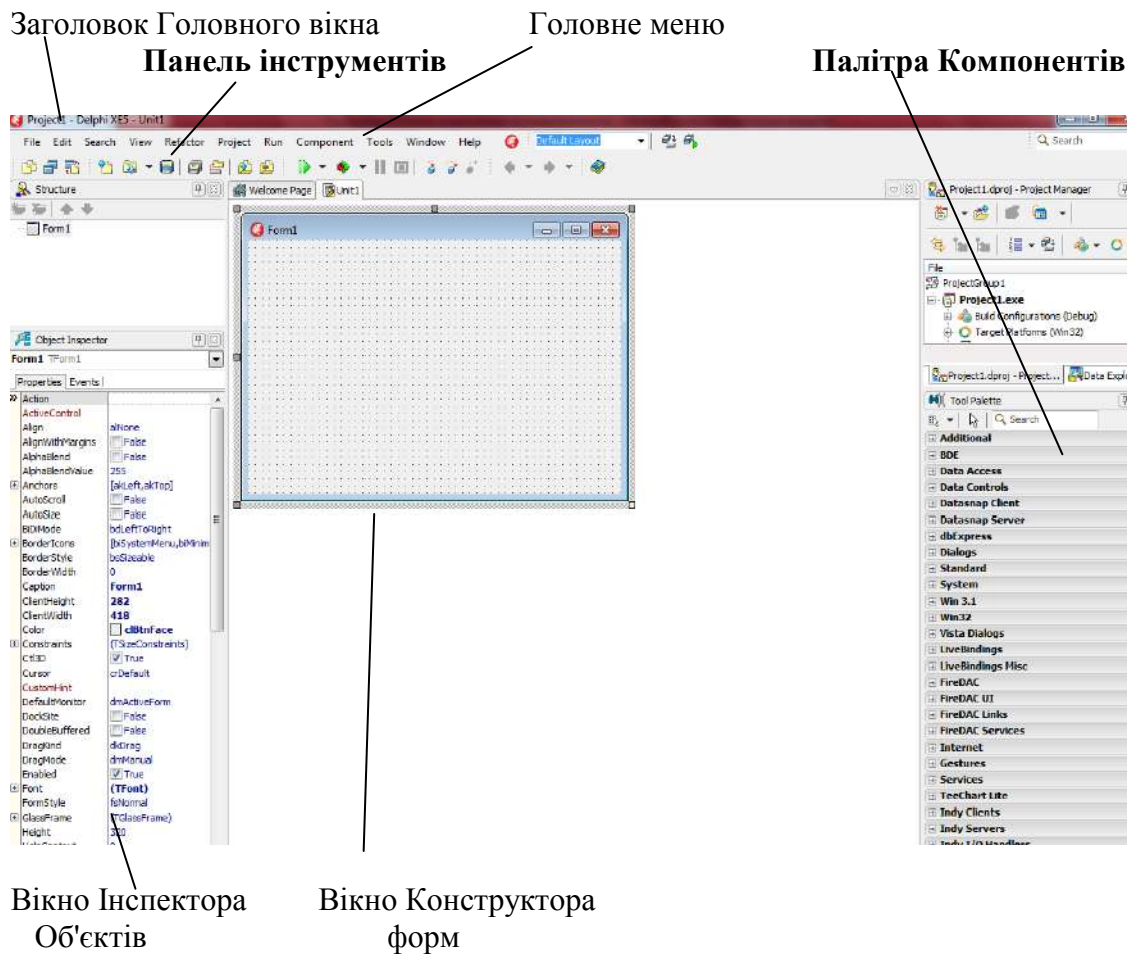 Заголовок Головного вікна Головне меню
Панель інструментів Палітра Компонентів
Project1 - Delphi XE5 - Unit1
File Edit Search View Refactor Project Run Component Tools Window Help Default Layout Search
Structure
Welcome Page Unit1
Project1.dproj - Project Manager
Form1
Form1
File
ProjectGroup1
Project1.exe
Build Configurations (Debug)
Target Platforms (Win32)
Project1.dproj - Project... Data Expl
Object Inspector
Form1 TForm1
Properties Events
Action
ActiveControl
Align alNone
AlignWithMargins False
AlphaBlend False
AlphaBlendValue 255
Anchors [akLeft,akTop]
AutoScroll False
AutoSize False
BiDiMode bdLeftToRight
BorderIcons [biSystemMenu,biMinim
BorderStyle bsSizeable
BorderWidth 0
Caption Form1
ClientHeight 282
ClientWidth 418
Color clBtnFace
Constraints (TSizeConstraints)
Ctl3D True
Cursor crDefault
CustomHint
DefaultMonitor dmActiveForm
DockSite False
DoubleBuffered False
DragKind dkDrag
DragMode dmManual
Enabled True
Font (TFont)
FormStyle fsNormal
GlassFrame (TGlassFrame)
Height 320
Tool Palette
Search
Additional
BDE
Data Access
Data Controls
Datasnap Client
Datasnap Server
dbExpress
Dialogs
Standard
System
Win 3.1
Win32
Vista Dialogs
LiveBindings
LiveBindings Misc
FireDAC
FireDAC UI
FireDAC Links
FireDAC Services
Internet
Gestures
Services
TeeChart Lite
Indy Clients
Indy Servers
Indy I/O Handlers
Вікно Інспектора Вікно Конструктора
Об'єктів форм